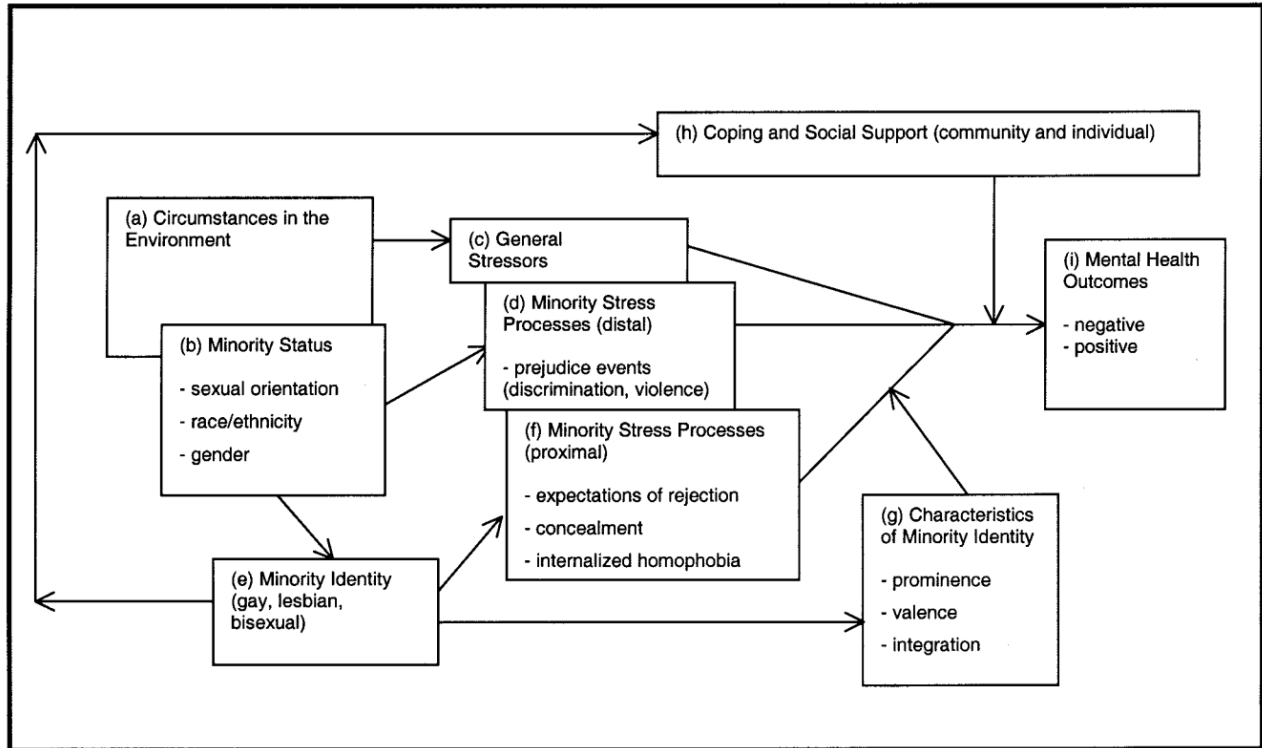 (h) Coping and Social Support (community and individual)
(a) Circumstances in the
Environment
(c) General
Stressors
(i) Mental Health
Outcomes
- negative
- positive
(d) Minority Stress
Processes (distal)
- prejudice events
(discrimination, violence)
(b) Minority Status
- sexual orientation
- race/ethnicity
- gender
(f) Minority Stress Processes
(proximal)
- expectations of rejection
- concealment
- internalized homophobia
(g) Characteristics
of Minority Identity
- prominence
- valence
- integration
(e) Minority Identity
(gay, lesbian,
bisexual)